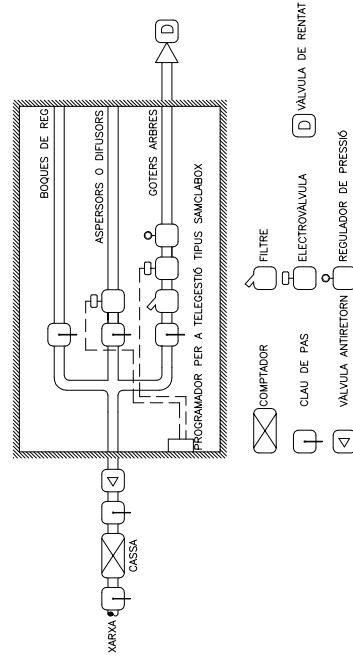 XARXA
CASSA
BOQUES DE REG
ASPERSORS O DIFUSORS
GOTERS ARBRES
PROGRAMADOR PER A TELEGESTIÓ TIPUS SAMCLABOX
D
COMPTADOR
FILTRE
CLAU DE PAS
ELECTROVÀLVULA
D VÀLVULA DE RENTAT
VÀLVULA ANTIRETORN
REGULADOR DE PRESSIÓ